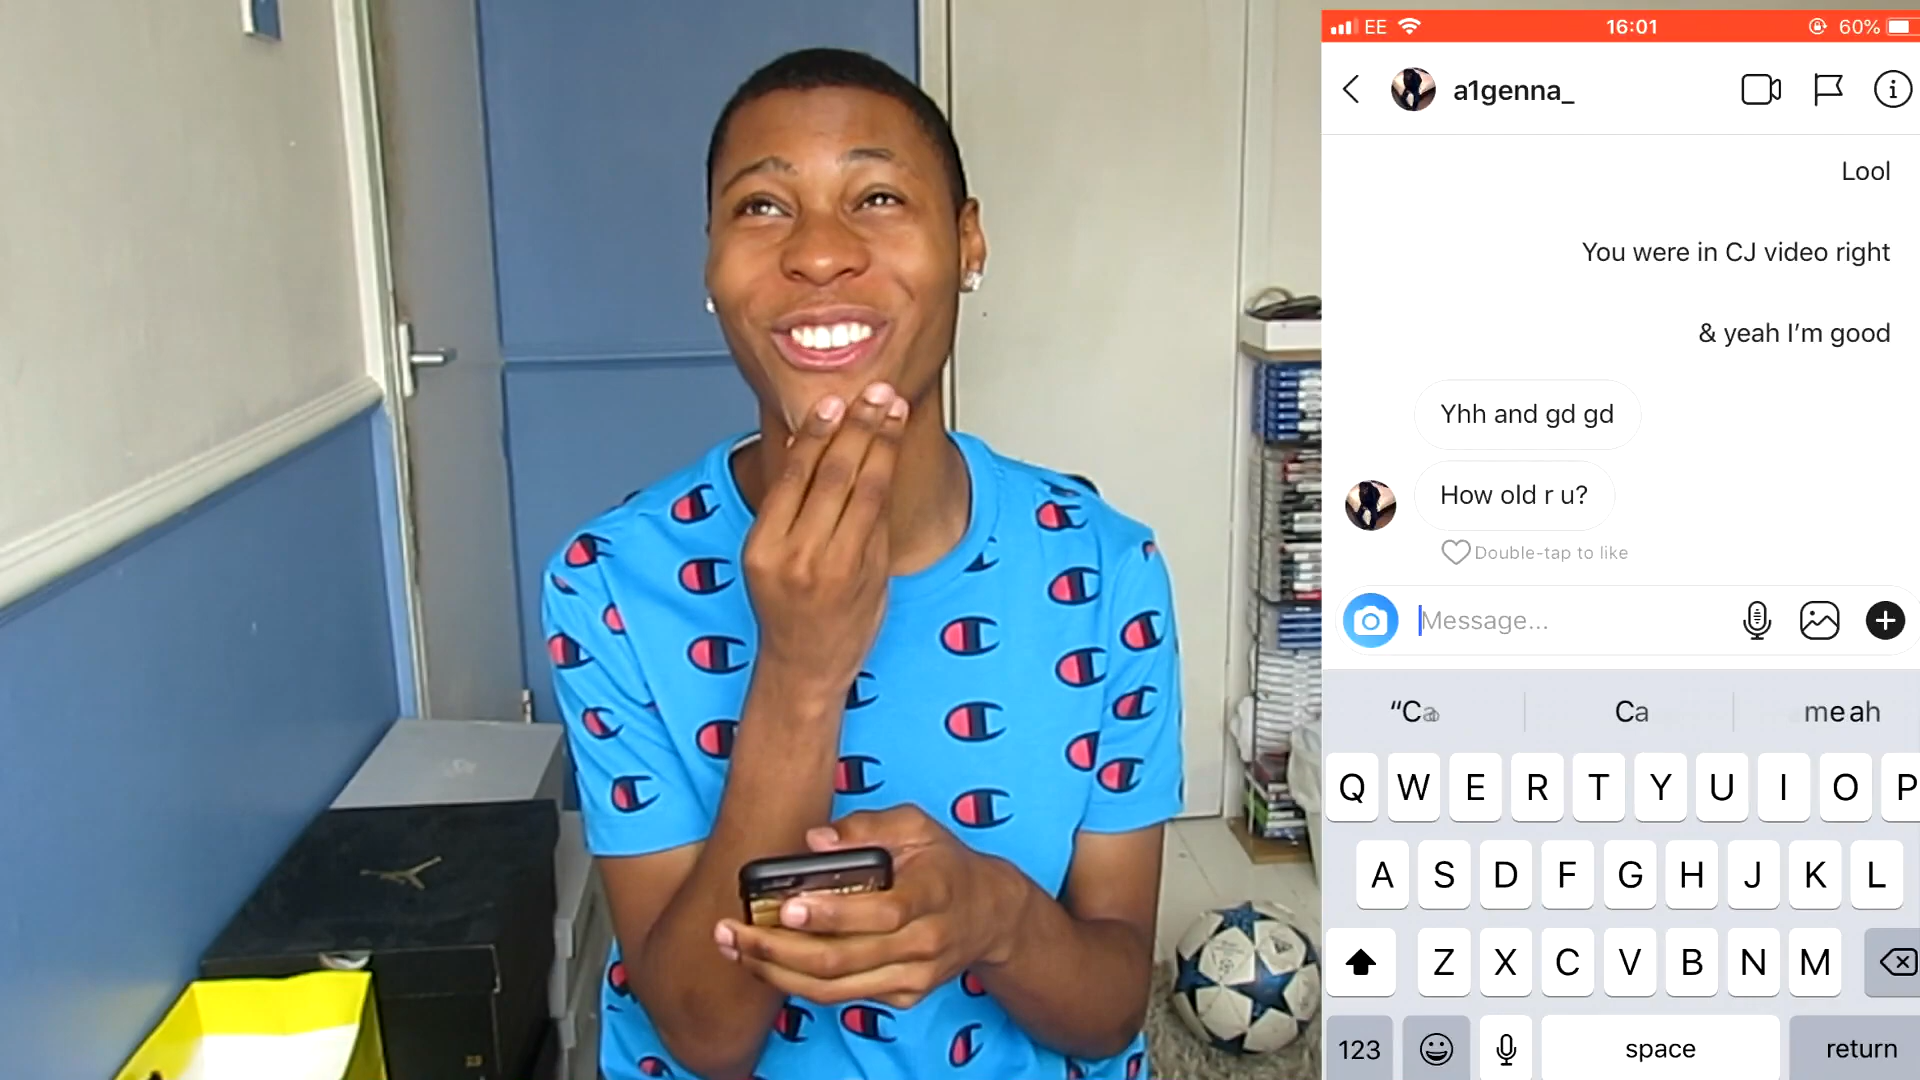 EE 16:01 60%
a1genna_
Lool
You were in CJ video right
& yeah I'm good
Yhh and gd gd
How old r u?
Double-tap to like
Message...
Ca meah
Q W E R T Y U I O P
A S D F G H J K L
Z X C V B N M
123 space return